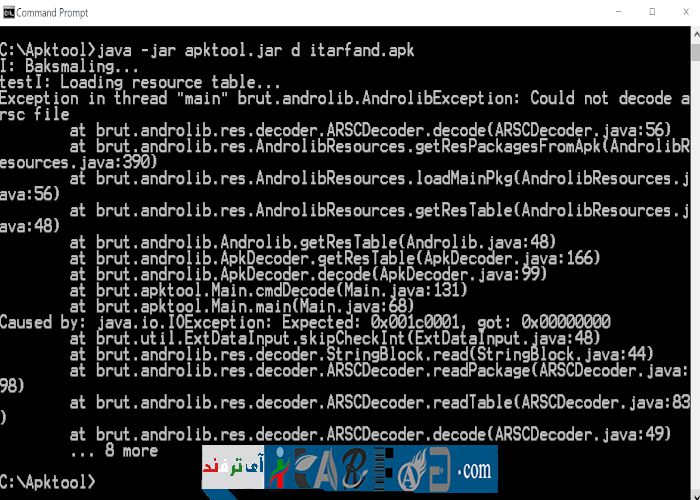 Command Prompt
C:\Apktool>java -jar apktool.jar d itarfand.apk
I: Baksmaling...
testI: Loading resource table...
Exception in thread "main" brut.androlib.AndrolibException: Could not decode a
rsc file
at brut.androlib.res.decoder.ARSCDecoder.decode(ARSCDecoder.java:56)
at brut.androlib.res.AndrolibResources.getResPackagesFromApk(AndrolibR
esources.java:390)
at brut.androlib.res.AndrolibResources.loadMainPkg(AndrolibResources.j
ava:56)
at brut.androlib.res.AndrolibResources.getResTable(AndrolibResources.j
ava:48)
at brut.androlib.Androlib.getResTable(Androlib.java:48)
at brut.androlib.ApkDecoder.getResTable(ApkDecoder.java:166)
at brut.androlib.ApkDecoder.decode(ApkDecoder.java:99)
at brut.apktool.Main.cmdDecode(Main.java:131)
at brut.apktool.Main.main(Main.java:68)
Caused by: java.io.IOException: Expected: 0x001c0001, got: 0x00000000
at brut.util.ExtDataInput.skipCheckInt(ExtDataInput.java:48)
at brut.androlib.res.decoder.StringBlock.read(StringBlock.java:44)
at brut.androlib.res.decoder.ARSCDecoder.readPackage(ARSCDecoder.java:
98)
at brut.androlib.res.decoder.ARSCDecoder.readTable(ARSCDecoder.java:83
)
at brut.androlib.res.decoder.ARSCDecoder.decode(ARSCDecoder.java:49)
... 8 more
آی ترفند .com
C:\Apktool>